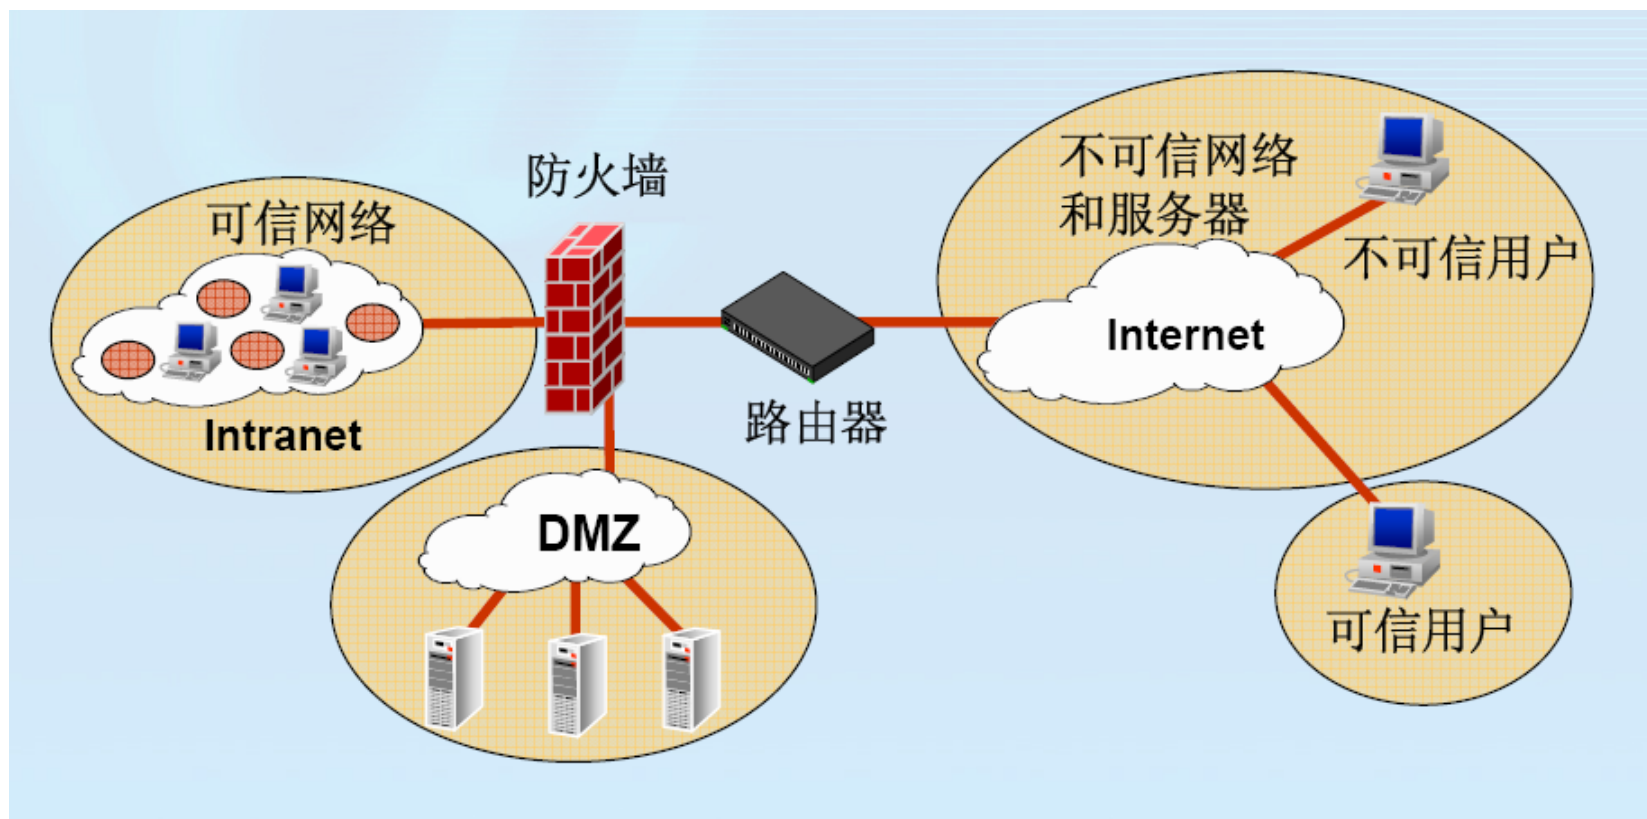 防火墙
可信网络
Intranet
DMZ
路由器
不可信网络
和服务器
不可信用户
Internet
可信用户